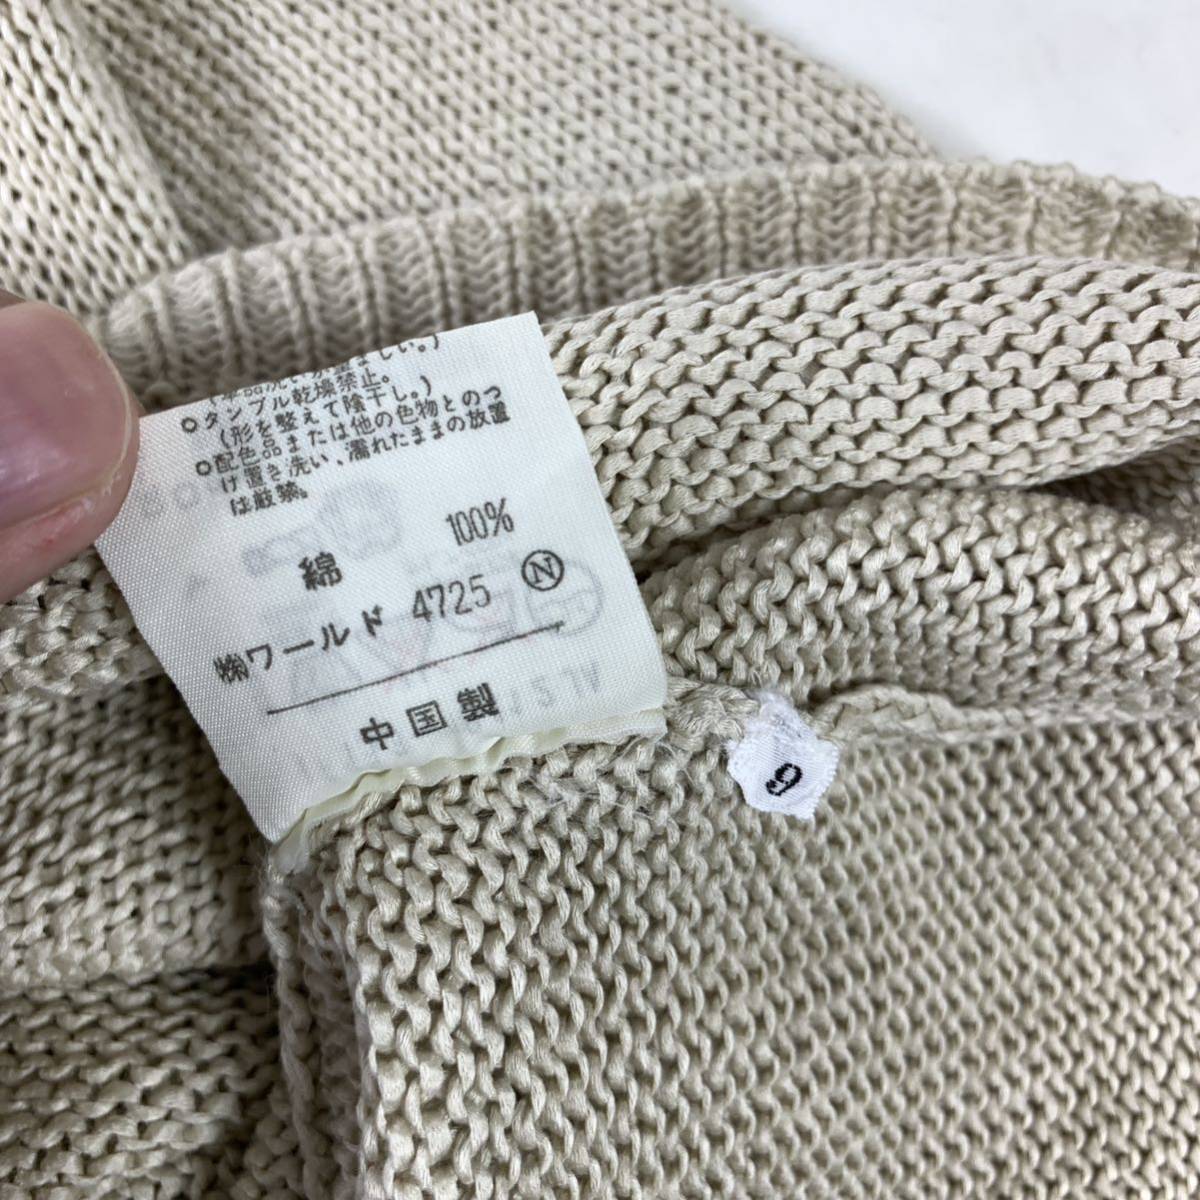 ○タンブル乾燥禁止。
(形を整えて陰干し。)
○配色品または他の色物とのつ
け置き洗い、濡れたままの放置
は厳禁。
綿 100%
㈱ワールド 4725 Ⓝ
中国製
9